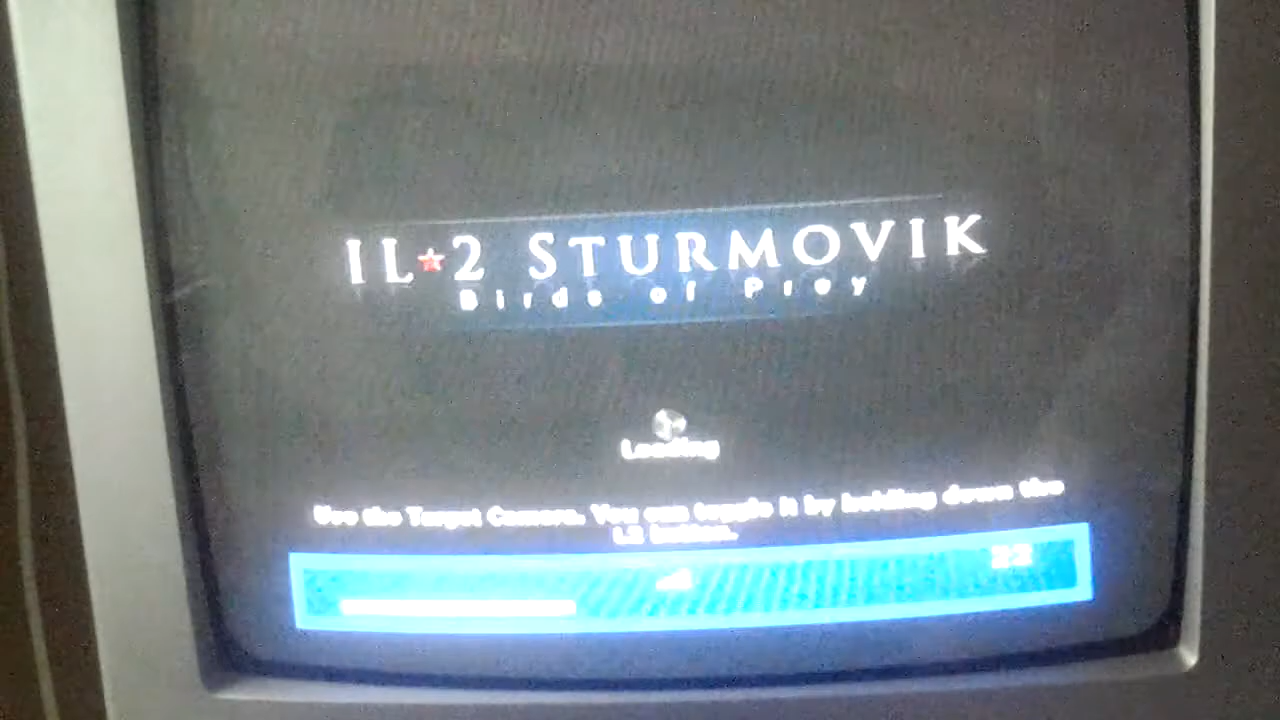 IL★2 STURMOVIK
Birds of Prey
Loading
Use the Target Camera. You can toggle it by holding down the
L2 button.
22